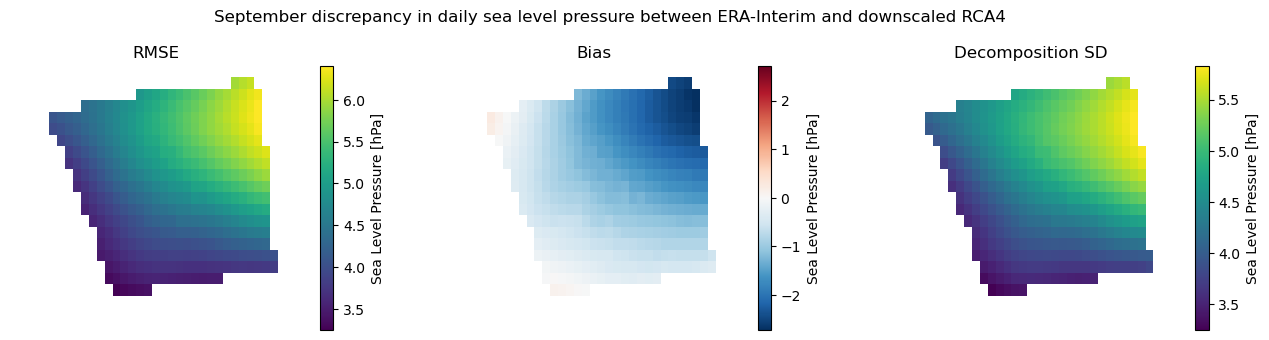 September discrepancy in daily sea level pressure between ERA-Interim and downscaled RCA4
RMSE
6.0
5.5
5.0
4.5
4.0
3.5
Sea Level Pressure [hPa]
Bias
2
1
0
−1
−2
Sea Level Pressure [hPa]
Decomposition SD
5.5
5.0
4.5
4.0
3.5
Sea Level Pressure [hPa]